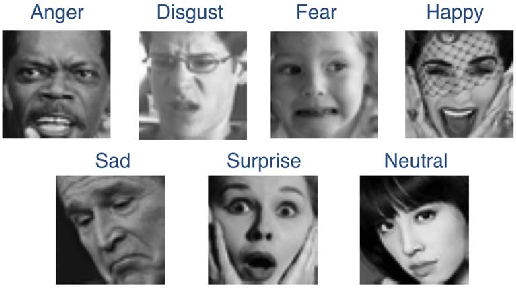 Anger Disgust Fear Happy
Sad Surprise Neutral